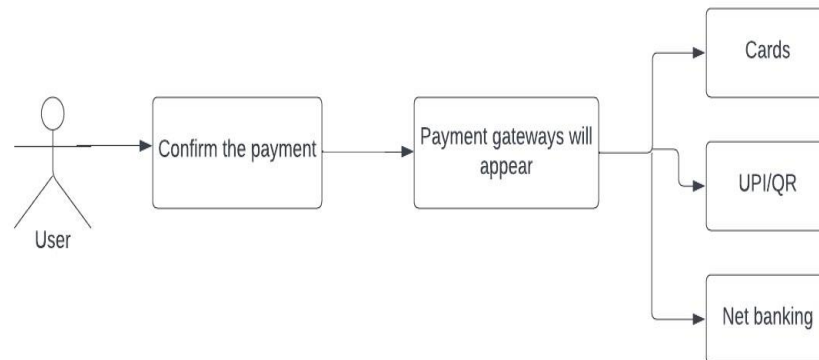 User
Confirm the payment
Payment gateways will
appear
Cards
UPI/QR
Net banking